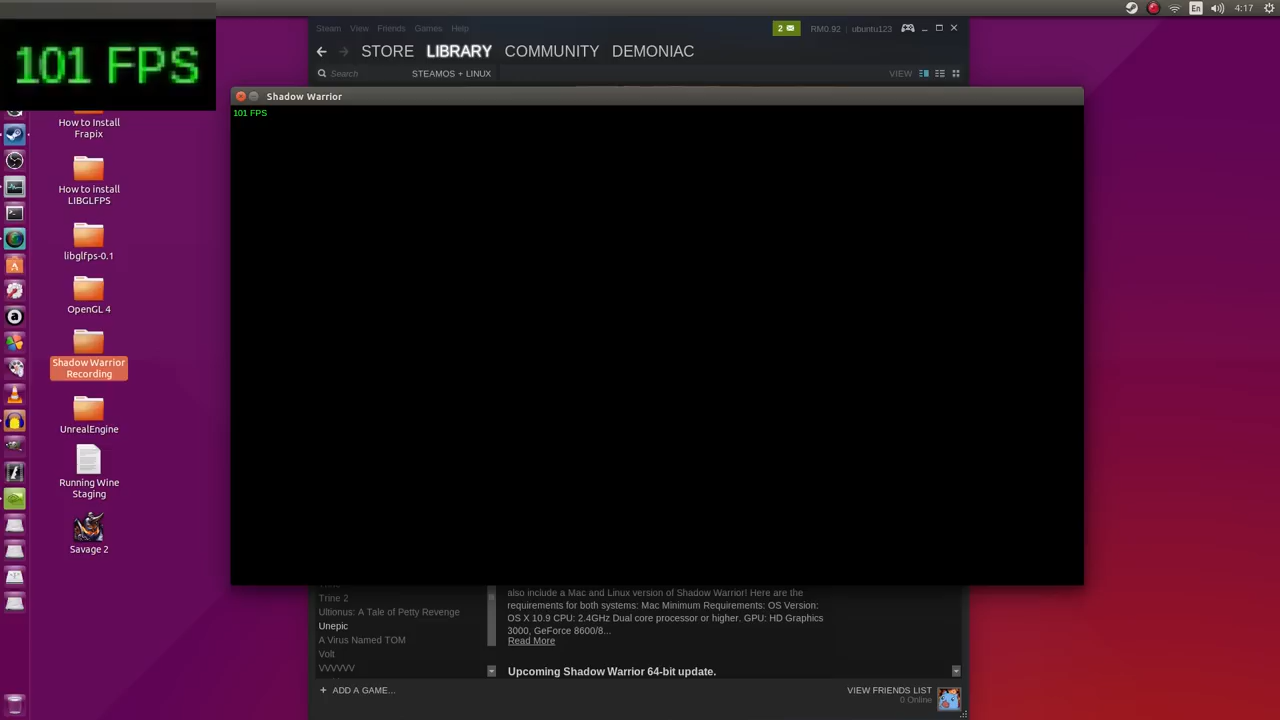 101 FPS
En
4:17
Steam View Friends Games Help
2
RM0.92 ubuntu123
STORE LIBRARY COMMUNITY DEMONIAC
Search
STEAMOS + LINUX
VIEW
Shadow Warrior
101 FPS
How to Install
Frapix
How to install
LIBGLFPS
libglfps-0.1
OpenGL 4
Shadow Warrior
Recording
UnrealEngine
Running Wine
Staging
Savage 2
Trine 2
Ultionus: A Tale of Petty Revenge
Unepic
A Virus Named TOM
Volt
VVVVVV
also include a Mac and Linux version of Shadow Warrior! Here are the
requirements for both systems: Mac Minimum Requirements: OS Version:
OS X 10.9 CPU: 2.4GHz Dual core processor or higher. GPU: HD Graphics
3000, GeForce 8600/8...
Read More
Upcoming Shadow Warrior 64-bit update.
+ ADD A GAME...
VIEW FRIENDS LIST
0 Online